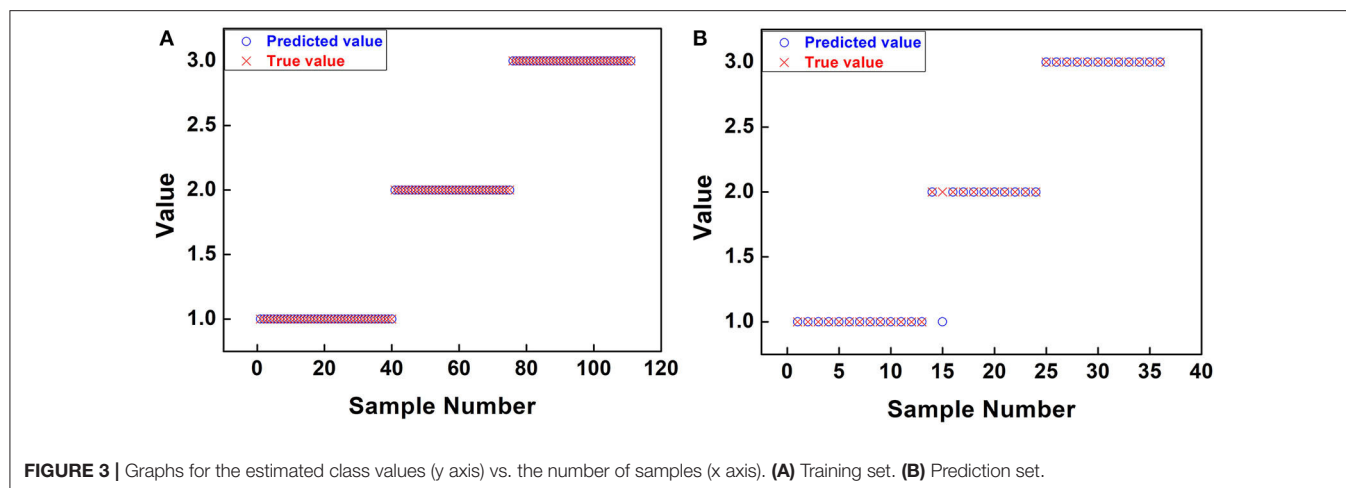 A
Predicted value
True value
3.0
2.5
2.0
1.5
1.0
Value
0
20
40
60
80
100
120
Sample Number
B
Predicted value
True value
3.0
2.5
2.0
1.5
1.0
Value
0
5
10
15
20
25
30
35
40
Sample Number
FIGURE 3 | Graphs for the estimated class values (y axis) vs. the number of samples (x axis). (A) Training set. (B) Prediction set.